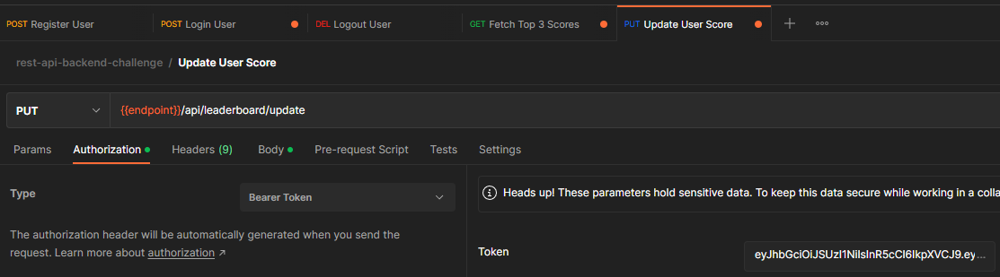 POST Register User POST Login User DEL Logout User GET Fetch Top 3 Scores PUT Update User Score
rest-api-backend-challenge / Update User Score
PUT {{endpoint}}/api/leaderboard/update
Params Authorization Headers (9) Body Pre-request Script Tests Settings
Type Bearer Token
Heads up! These parameters hold sensitive data. To keep this data secure while working in a colla
The authorization header will be automatically generated when you send the
request. Learn more about authorization ↗
Token eyJhbGciOiJSUzI1NiIsInR5cCI6IkpXVCJ9.ey...